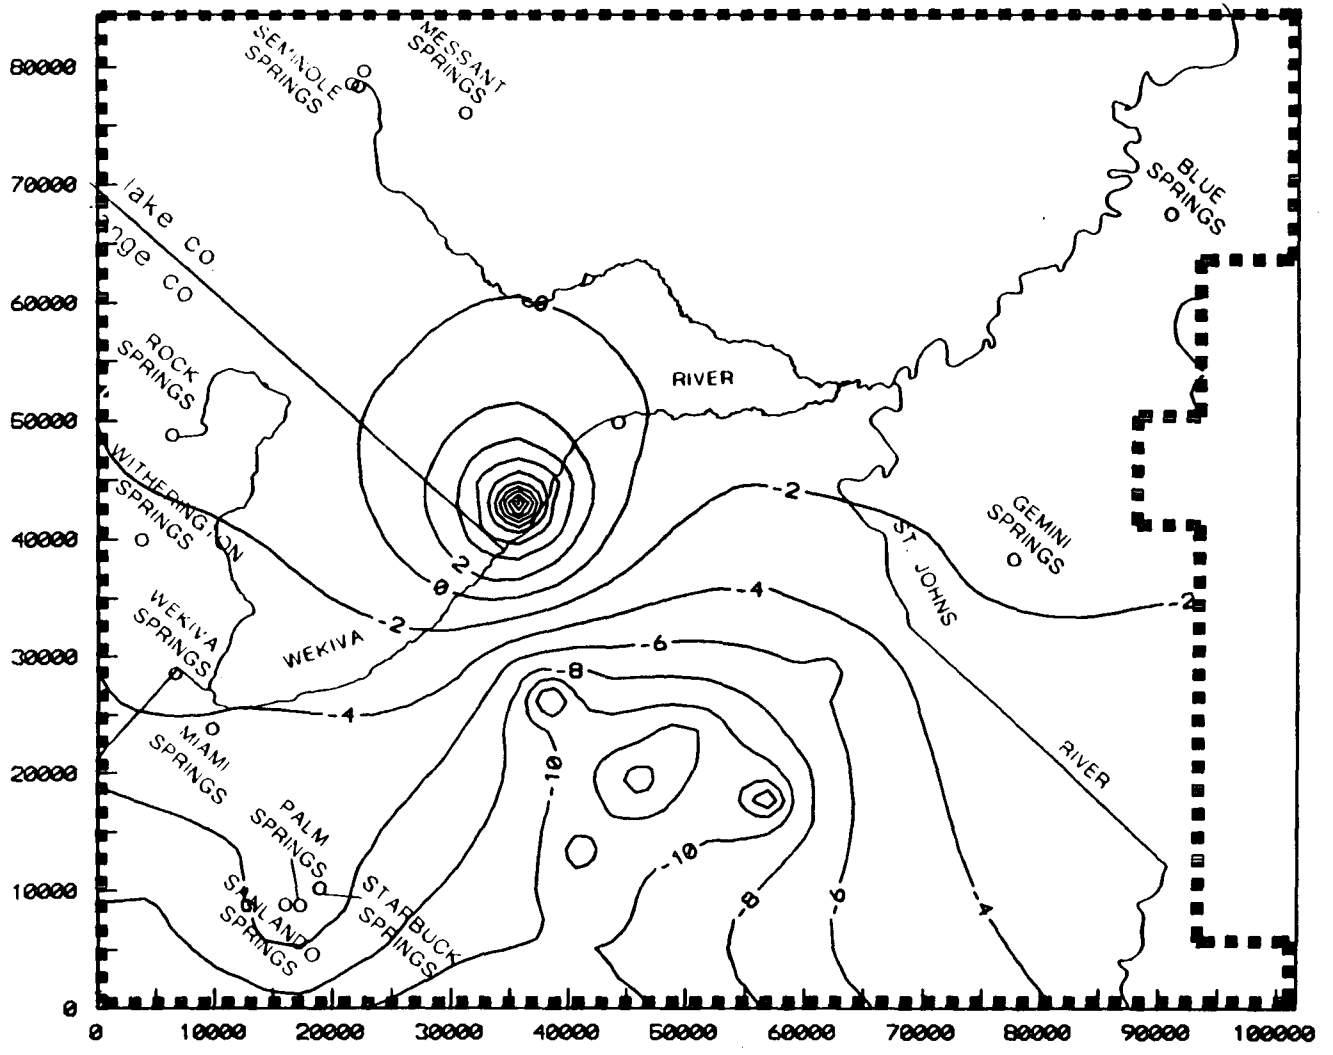 SEMINOLE
SPRINGS
MESSANT
SPRINGS
80000
70000
60000
50000
40000
30000
20000
10000
0
lake co.
nge co
BLUE
SPRINGS
ROCK
SPRINGS
RIVER
WITHERINGTON
SPRINGS
GEMINI
SPRINGS
ST. JOHNS
WEKIVA
SPRINGS
WEKIVA
MIAMI
SPRINGS
RIVER
PALM
SPRINGS
SANLANDO
SPRINGS
STARBUCK
SPRINGS
0
2
0
-2
-2
-2
-4
-4
-4
-6
-6
-8
-8
-10
-10
0 10000 20000 30000 40000 50000 60000 70000 80000 90000 100000